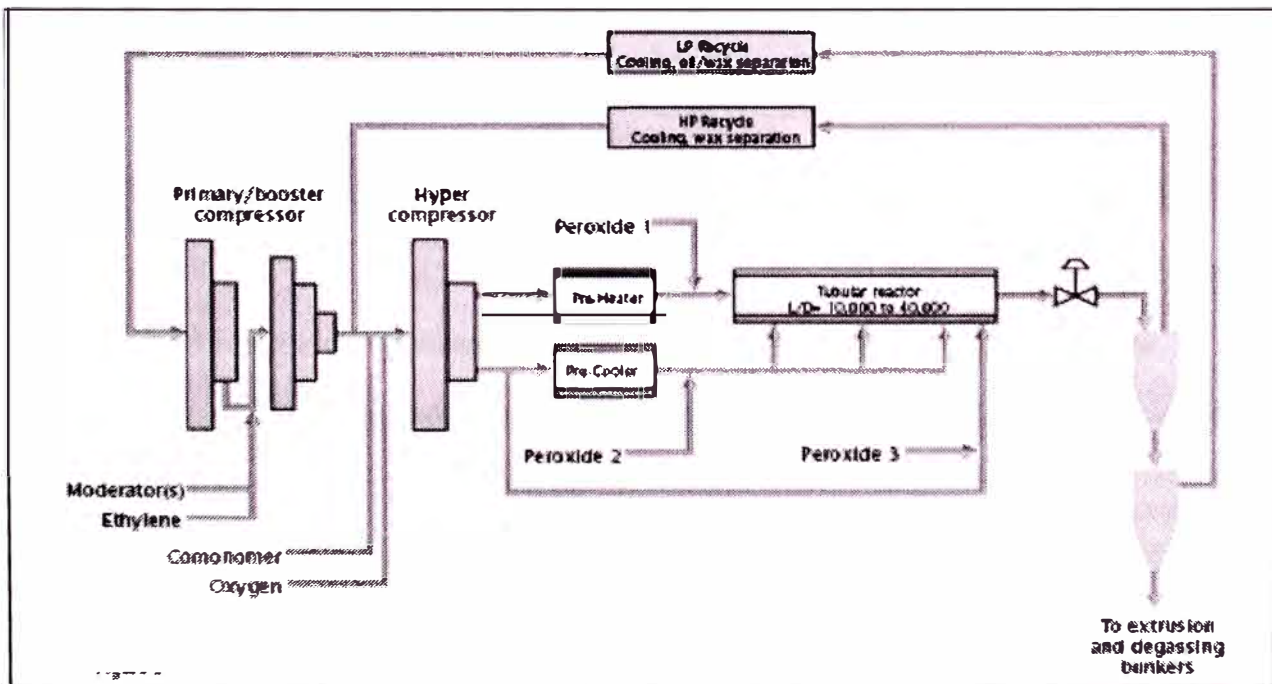 LP Recycle
Cooling, oil/wax separation
HP Recycle
Cooling, wax separation
Primary/booster
compressor
Hyper
compressor
Peroxide 1
Pre Heater
Tubular reactor
L/D= 10,000 to 40,000
Pre Cooler
Peroxide 2
Peroxide 3
Moderator(s)
Ethylene
Comonomer
Oxygen
To extrusion
and degassing
bunkers